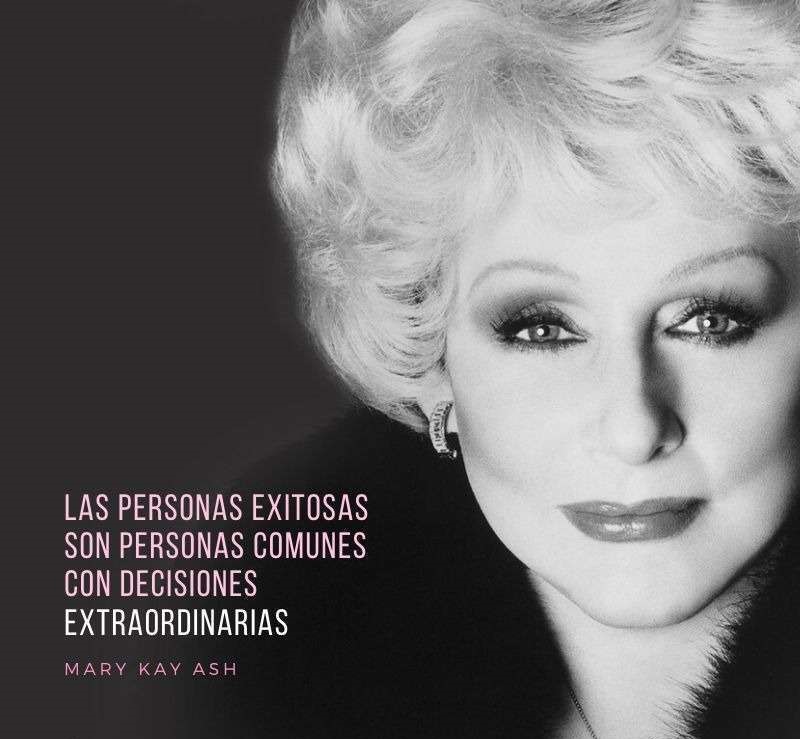 LAS PERSONAS EXITOSAS
SON PERSONAS COMUNES
CON DECISIONES
EXTRAORDINARIAS
MARY KAY ASH